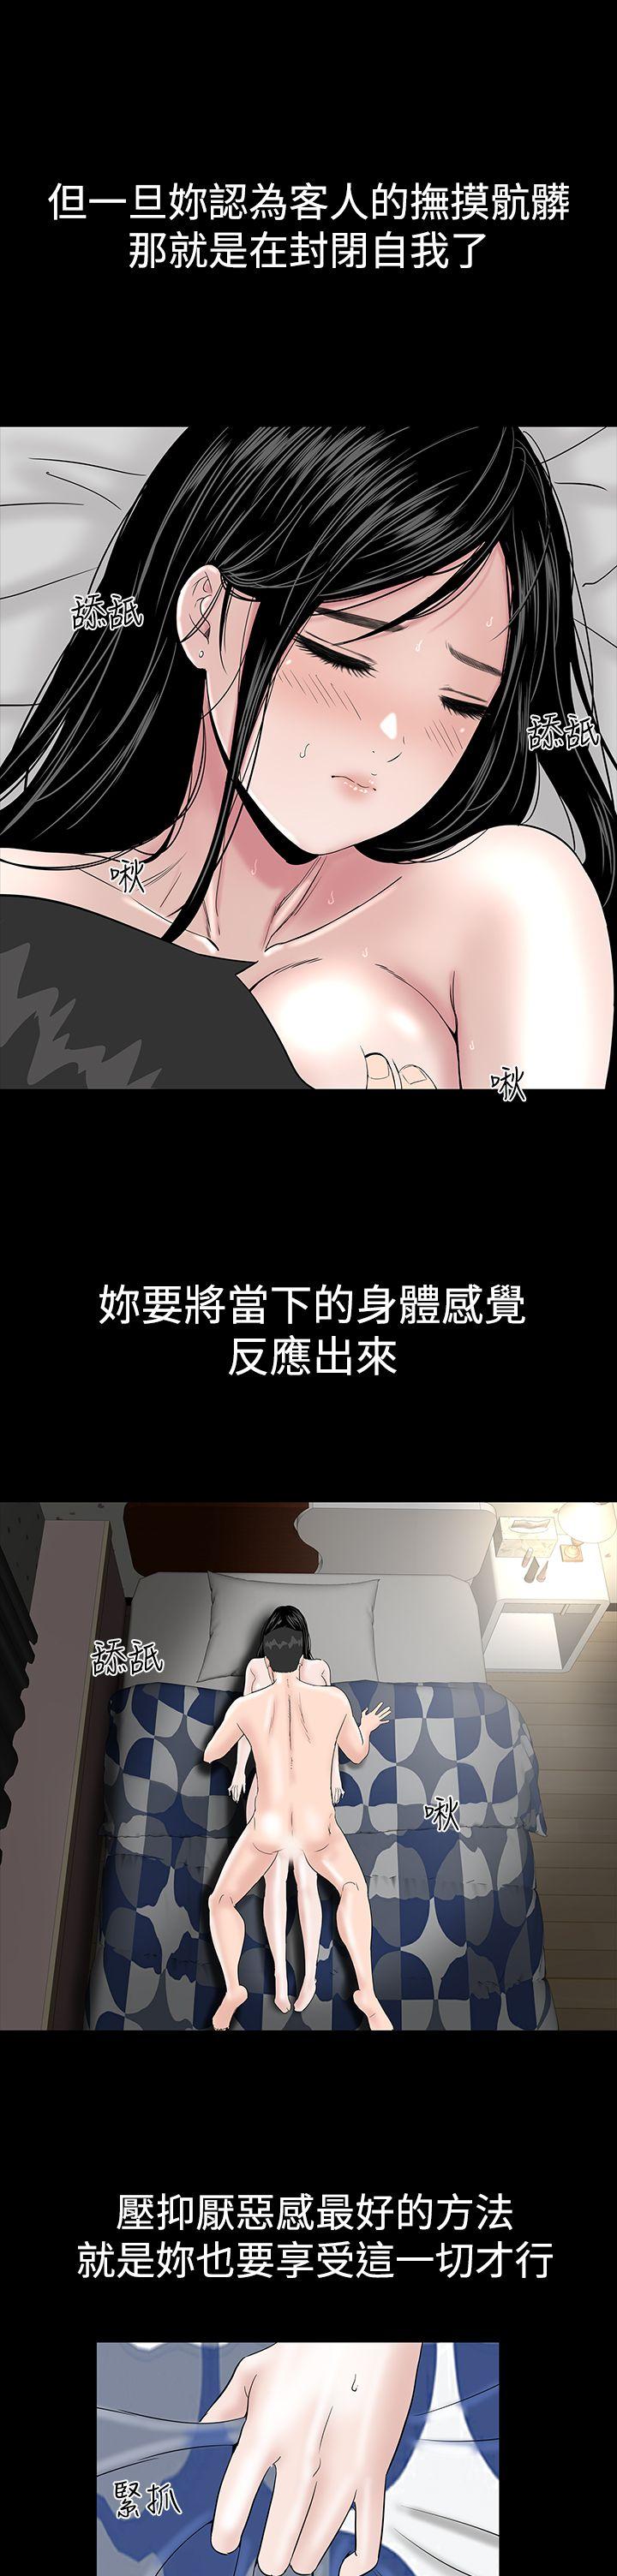 但一旦妳認為客人的撫摸骯髒
那就是在封閉自我了
舔舐
舔舐
啾
啾
妳要將當下的身體感覺
反應出來
舔舐
啾
壓抑厭惡感最好的方法
就是妳也要享受這一切才行
緊抓